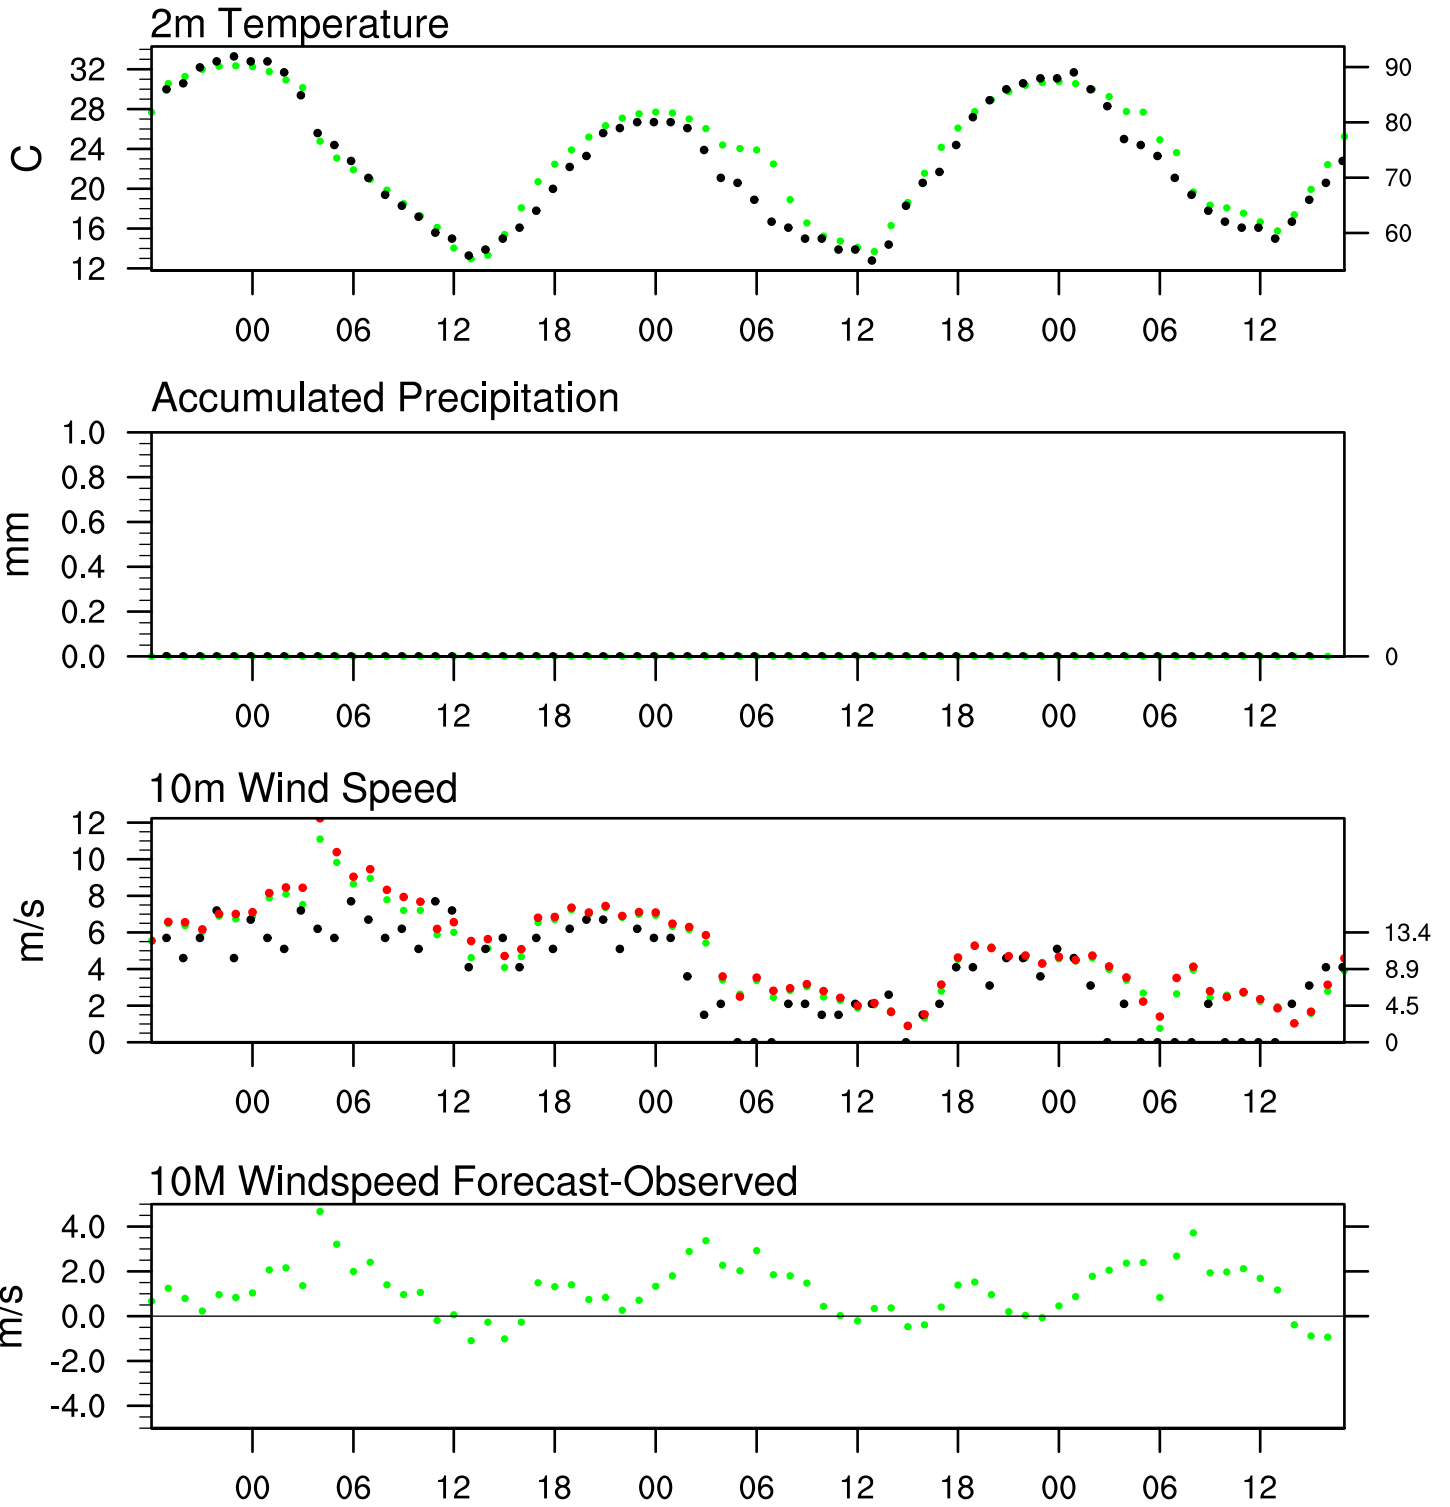 2m Temperature
32
28
24
20
16
12
C
90
80
70
60
00 06 12 18 00 06 12 18 00 06 12
Accumulated Precipitation
1.0
0.8
0.6
0.4
0.2
0.0
mm
0
00 06 12 18 00 06 12 18 00 06 12
10m Wind Speed
12
10
8
6
4
2
0
m/s
13.4
8.9
4.5
0
00 06 12 18 00 06 12 18 00 06 12
10M Windspeed Forecast-Observed
4.0
2.0
0.0
-2.0
-4.0
m/s
00 06 12 18 00 06 12 18 00 06 12